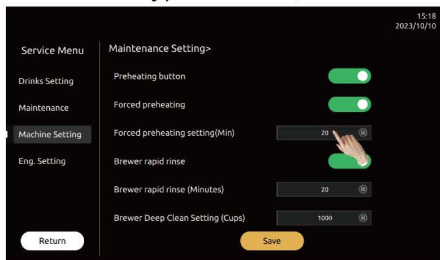 15:18
2023/10/10
Service Menu
Maintenance Setting>
Drinks Setting
Preheating button
Maintenance
Forced preheating
Machine Setting
Forced preheating setting(Min)
20
Eng. Setting
Brewer rapid rinse
Brewer rapid rinse (Minutes)
20
Brewer Deep Clean Setting (Cups)
1000
Return
Save